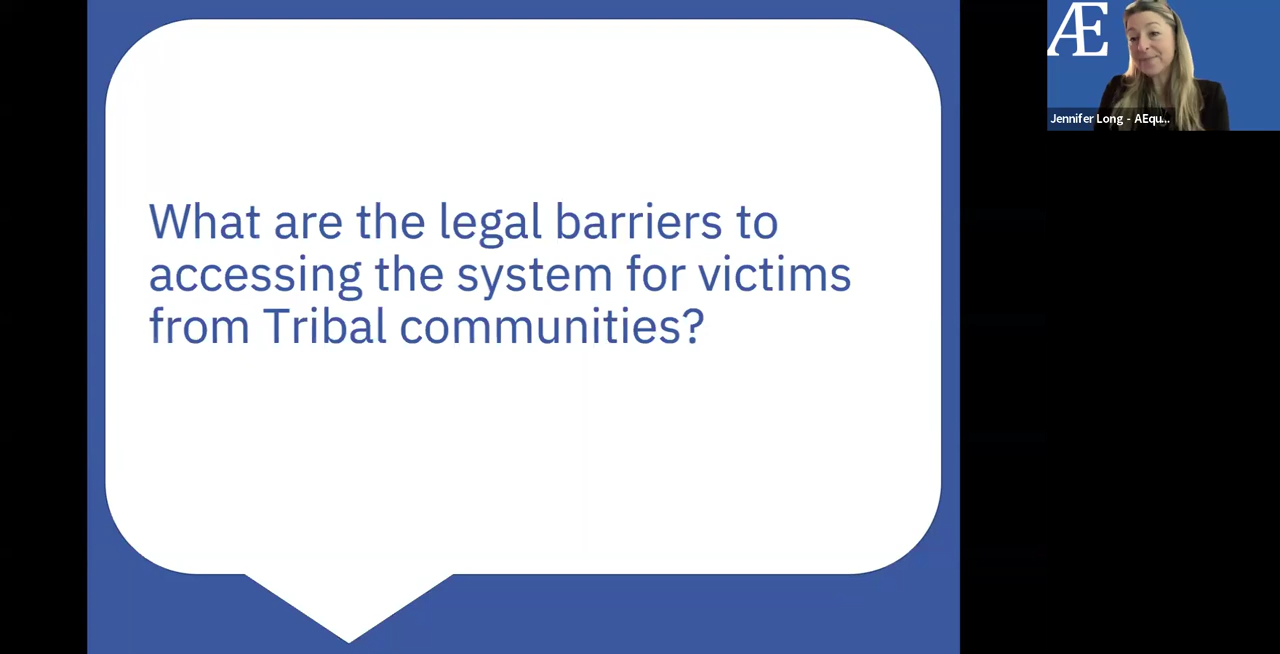 What are the legal barriers to
accessing the system for victims
from Tribal communities?
Æ
Jennifer Long - AEqu...